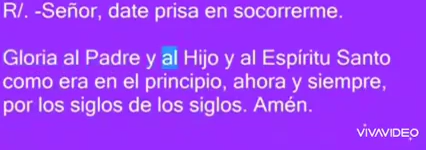 R/. -Señor, date prisa en socorrerme.
Gloria al Padre y al Hijo y al Espíritu Santo
como era en el principio, ahora y siempre,
por los siglos de los siglos. Amén.
VIVAVIDEO